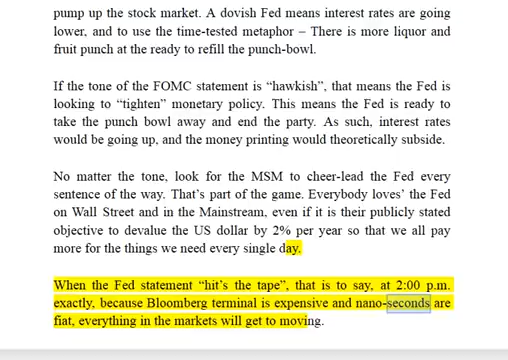 pump up the stock market. A dovish Fed means interest rates are going
lower, and to use the time-tested metaphor – There is more liquor and
fruit punch at the ready to refill the punch-bowl.
If the tone of the FOMC statement is “hawkish”, that means the Fed is
looking to “tighten” monetary policy. This means the Fed is ready to
take the punch bowl away and end the party. As such, interest rates
would be going up, and the money printing would theoretically subside.
No matter the tone, look for the MSM to cheer-lead the Fed every
sentence of the way. That’s part of the game. Everybody loves’ the Fed
on Wall Street and in the Mainstream, even if it is their publicly stated
objective to devalue the US dollar by 2% per year so that we all pay
more for the things we need every single day.
When the Fed statement “hit’s the tape”, that is to say, at 2:00 p.m.
exactly, because Bloomberg terminal is expensive and nano-seconds are
fiat, everything in the markets will get to moving.